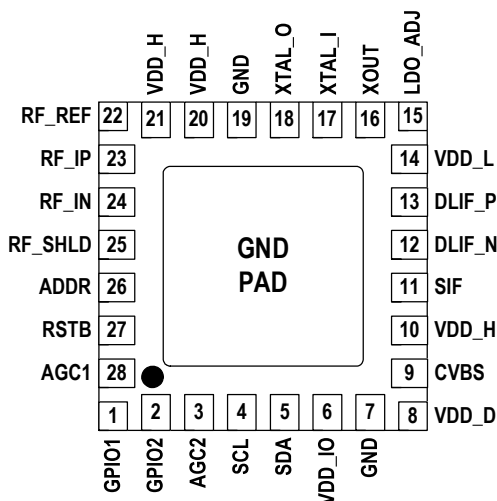 VDD_H
VDD_H
GND
XTAL_O
XTAL_I
XOUT
LDO_ADJ
RF_REF 22 21 20 19 18 17 16 15
RF_IP 23 14 VDD_L
RF_IN 24 13 DLIF_P
RF_SHLD 25 12 DLIF_N
GND
PAD
ADDR 26 11 SIF
RSTB 27 10 VDD_H
AGC1 28 9 CVBS
1 2 3 4 5 6 7 8 VDD_D
GPIO1
GPIO2
AGC2
SCL
SDA
VDD_IO
GND